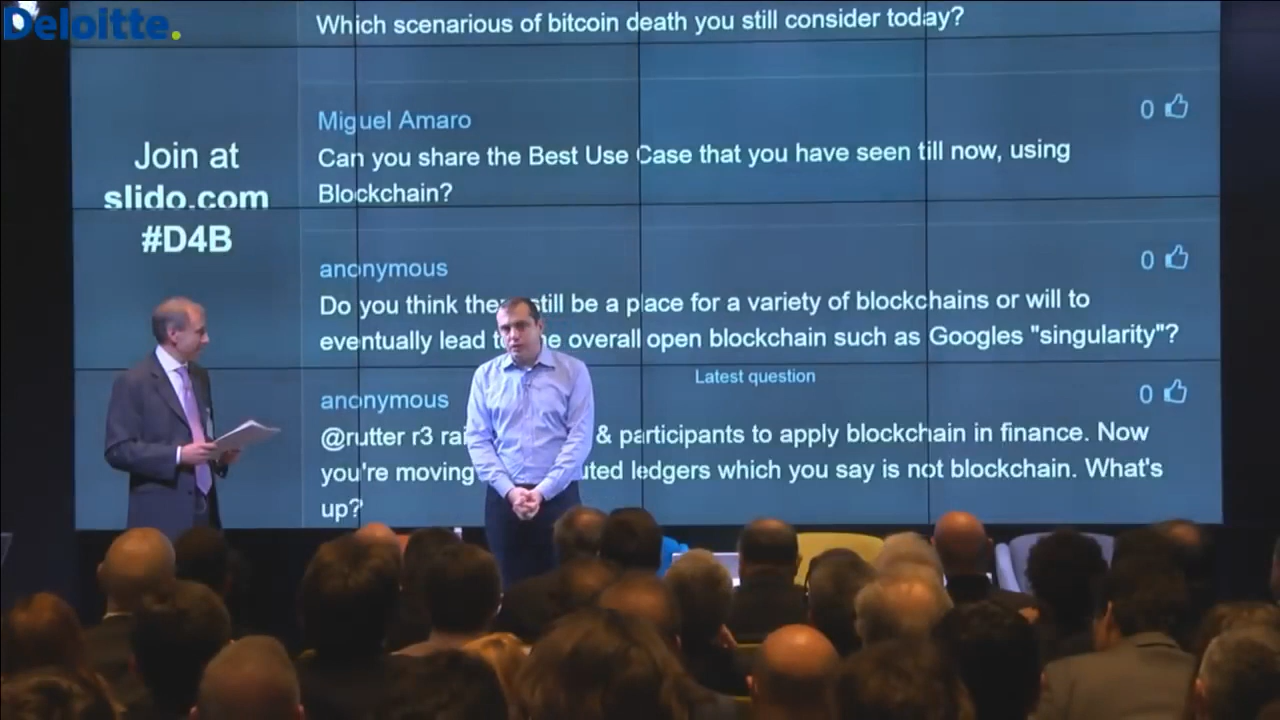 Deloitte.
Which scenarious of bitcoin death you still consider today?
Join at
slido.com
#D4B
Miguel Amaro
0
Can you share the Best Use Case that you have seen till now, using
Blockchain?
anonymous
0
Do you think still be a place for a variety of blockchains or will to
eventually lead overall open blockchain such as Googles "singularity"?
Latest question
anonymous
0
@rutter r3 & participants to apply blockchain in finance. Now
you're moving ledgers which you say is not blockchain. What's
up?